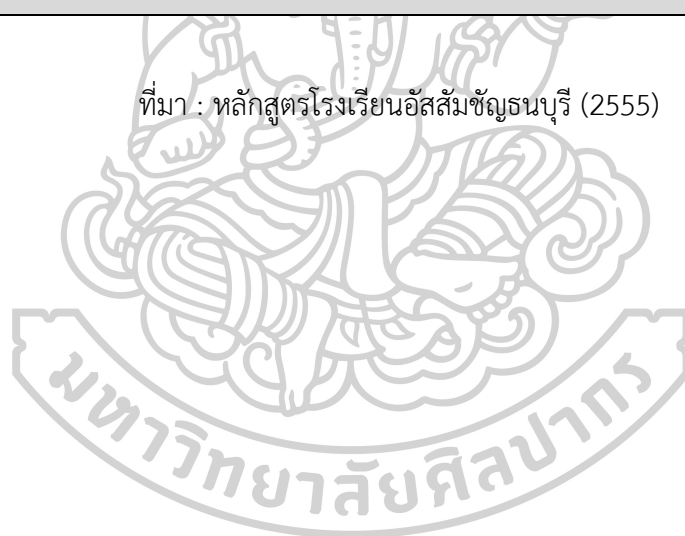 ที่มา : หลักสูตรโรงเรียนอัสสัมชัญธนบุรี (2555)
มหาวิทยาลัยศิลปากร